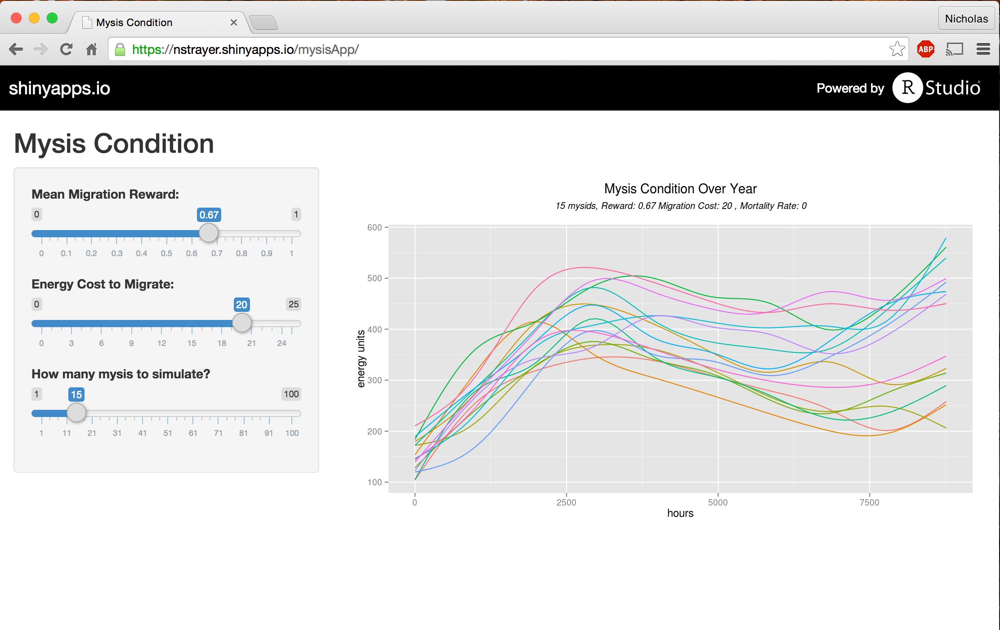 Mysis Condition
Nicholas
https://nstrayer.shinyapps.io/mysisApp/
ABP
shinyapps.io
Powered by R Studio
Mysis Condition
Mean Migration Reward:
0 0.67 1
0 0.1 0.2 0.3 0.4 0.5 0.6 0.7 0.8 0.9 1
Energy Cost to Migrate:
0 20 25
0 3 6 9 12 15 18 21 24
How many mysis to simulate?
1 15 100
1 11 21 31 41 51 61 71 81 91 100
Mysis Condition Over Year
15 mysids, Reward: 0.67 Migration Cost: 20 , Mortality Rate: 0
600
500
400
300
200
100
energy units
0 2500 5000 7500
hours